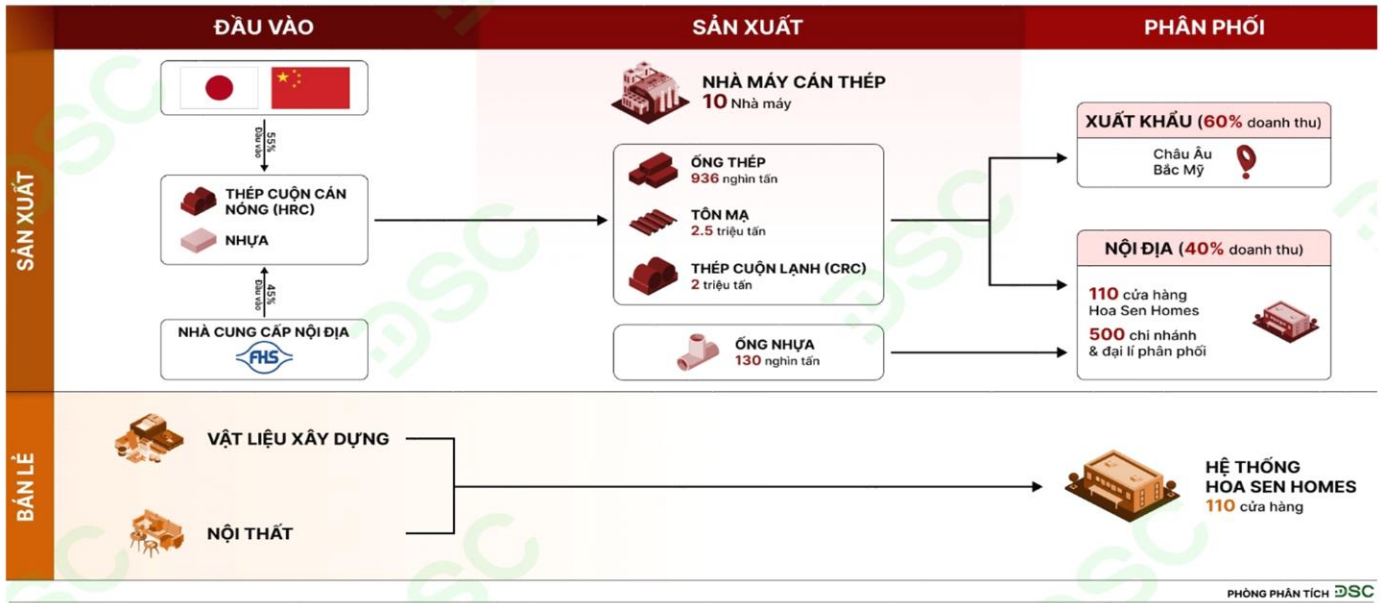 ĐẦU VÀO
SẢN XUẤT
PHÂN PHỐI
SẢN XUẤT
55%
Đầu vào
THÉP CUỘN CÁN
NÓNG (HRC)
NHỰA
45%
Đầu vào
NHÀ CUNG CẤP NỘI ĐỊA
FHS
NHÀ MÁY CÁN THÉP
10 Nhà máy
ỐNG THÉP
936 nghìn tấn
TÔN MẠ
2.5 triệu tấn
THÉP CUỘN LẠNH (CRC)
2 triệu tấn
ỐNG NHỰA
130 nghìn tấn
XUẤT KHẨU (60% doanh thu)
Châu Âu
Bắc Mỹ
NỘI ĐỊA (40% doanh thu)
110 cửa hàng
Hoa Sen Homes
500 chi nhánh
& đại lí phân phối
BÁN LẺ
VẬT LIỆU XÂY DỰNG
NỘI THẤT
HỆ THỐNG
HOA SEN HOMES
110 cửa hàng
PHÒNG PHÂN TÍCH DSC
DSC
DSC
DSC
DSC
DSC